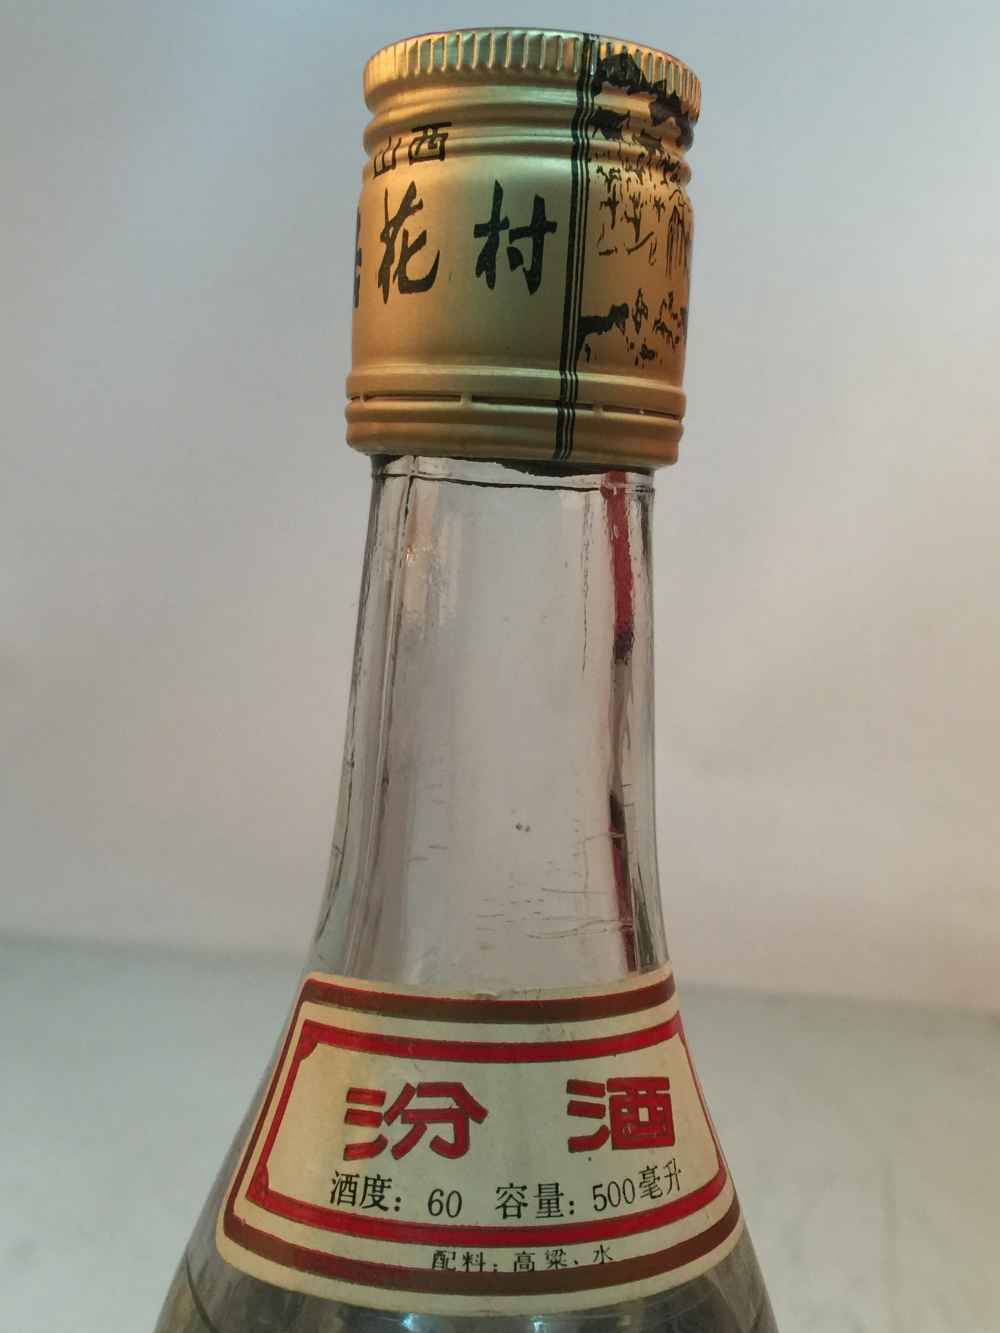 山西
花村
汾酒
酒度：60 容量：500毫升
配料：高粱、水